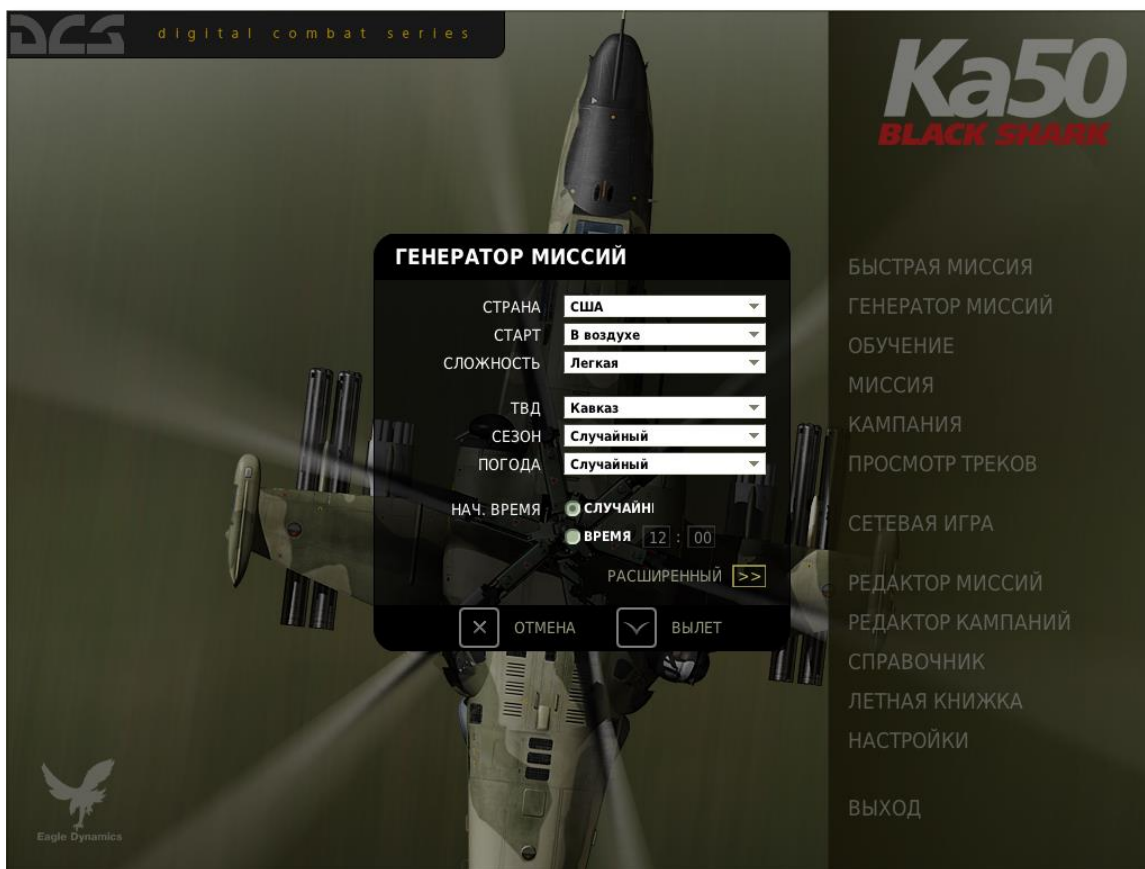 DCS digital combat series
Ka50
BLACK SHARK
ГЕНЕРАТОР МИССИЙ
СТРАНА США
СТАРТ В воздухе
СЛОЖНОСТЬ Легкая
ТВД Кавказ
СЕЗОН Случайный
ПОГОДА Случайный
НАЧ. ВРЕМЯ СЛУЧАЙН
ВРЕМЯ 12 : 00
РАСШИРЕННЫЙ >>
ОТМЕНА ВЫЛЕТ
БЫСТРАЯ МИССИЯ
ГЕНЕРАТОР МИССИЙ
ОБУЧЕНИЕ
МИССИЯ
КАМПАНИЯ
ПРОСМОТР ТРЕКОВ
СЕТЕВАЯ ИГРА
РЕДАКТОР МИССИЙ
РЕДАКТОР КАМПАНИЙ
СПРАВОЧНИК
ЛЕТНАЯ КНИЖКА
НАСТРОЙКИ
ВЫХОД
Eagle Dynamics